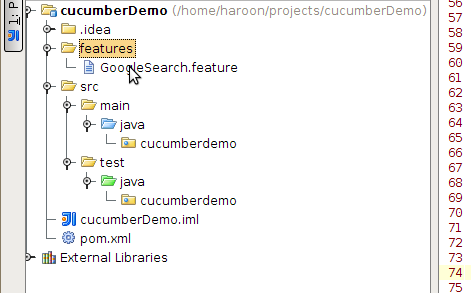 1: P
cucumberDemo (/home/haroon/projects/cucumberDemo)
.idea
features
GoogleSearch.feature
src
main
java
cucumberdemo
test
java
cucumberdemo
cucumberDemo.iml
pom.xml
External Libraries
56
57
58
59
60
61
62
63
64
65
66
67
68
69
70
71
72
73
74
75